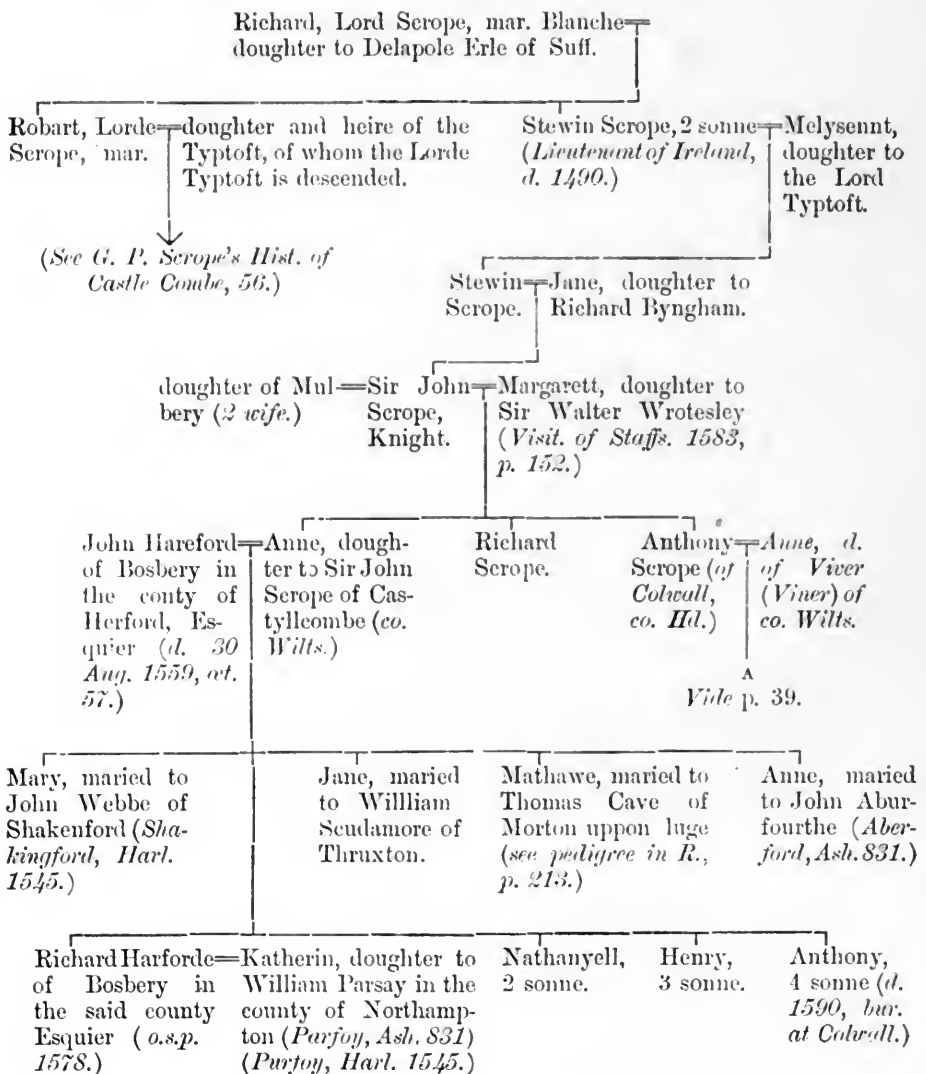 Richard, Lord Scrope, mar. Blanche
doughter to Delapole Erle of Suff.
Robart, Lorde
Scrope, mar.
doughter and heire of the
Typtoft, of whom the Lorde
Typtoft is descended.
Stewin Scrope, 2 sonne
(Lieutenant of Ireland,
d. 1490.)
Melysennt,
doughter to
the Lord
Typtoft.
(See G. P. Scrope's Hist. of
Castle Combe, 56.)
Stewin
Scrope.
Jane, doughter to
Richard Byngham.
doughter of Mul-
bery (2 wife.)
Sir John
Scrope,
Knight.
Margarett, doughter to
Sir Walter Wrotesley
(Visit. of Staffs. 1583,
p. 152.)
John Hareford
of Bosbery in
the conty of
Herford, Es-
quier (d. 30
Aug. 1559, æt.
57.)
Anne, dough-
ter to Sir John
Scrope of Cas-
tyllcombe (co.
Wilts.)
Richard
Scrope.
Anthony
Scrope (of
Colwall,
co. Hd.)
Anne, d.
of Viver
(Viner) of
co. Wilts.
A
Vide p. 39.
Mary, maried to
John Webbe of
Shakenford (Sha-
kingford, Harl.
1545.)
Jane, maried
to Willliam
Scudamore of
Thruxton.
Mathawe, maried to
Thomas Cave of
Morton uppon luge
(see pedigree in R.,
p. 213.)
Anne, maried
to John Abur-
fourthe (Aber-
ford, Ash. 831.)
Richard Harforde
of Bosbery in
the said county
Esquier (o.s.p.
1578.)
Katherin, doughter to
William Parsay in the
county of Northamp-
ton (Parfoy, Ash. 831)
(Purfoy, Harl. 1545.)
Nathanyell,
2 sonne.
Henry,
3 sonne.
Anthony,
4 sonne (d.
1590, bur.
at Colwall.)